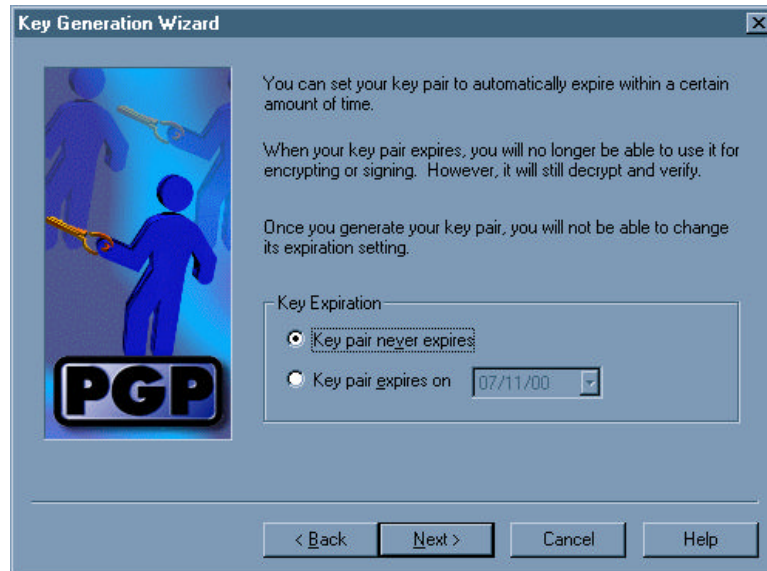 Key Generation Wizard
You can set your key pair to automatically expire within a certain
amount of time.
When your key pair expires, you will no longer be able to use it for
encrypting or signing. However, it will still decrypt and verify.
Once you generate your key pair, you will not be able to change
its expiration setting.
Key Expiration
Key pair never expires
Key pair expires on 07/11/00
PGP
< Back Next > Cancel Help